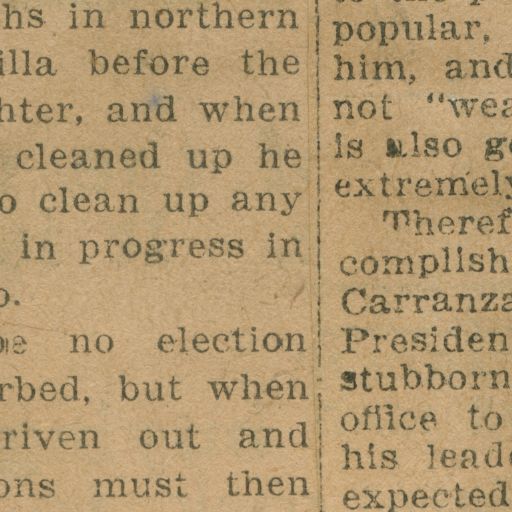 hs in northern
illa before the
hter, and when
cleaned up he
o clean up any
in progress in
o.
be no election
rbed, but when
riven out and
ons must then
popular,
him, and
not "wea
is also g
extremely
Theref
complish
Carranza
Presiden
stubborn
office to
his lead
expected